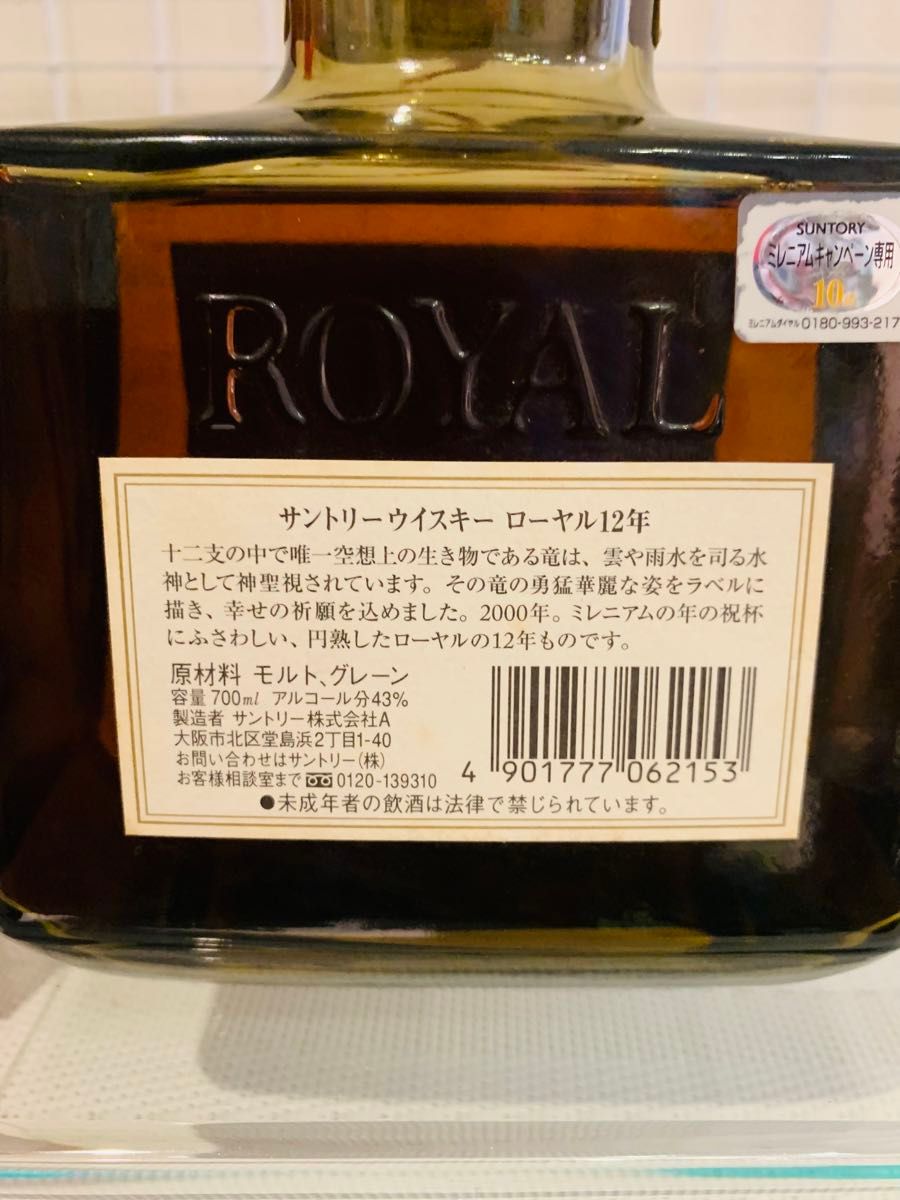 SUNTORY
ミレニアムキャンペーン専用
10点
ミレニアムダイヤル 0180-993-217
ROYAL
サントリーウイスキー ローヤル12年
十二支の中で唯一空想上の生き物である竜は、雲や雨水を司る水
神として神聖視されています。その竜の勇猛華麗な姿をラベルに
描き、幸せの祈願を込めました。2000年。ミレニアムの年の祝杯
にふさわしい、円熟したローヤルの12年ものです。
原材料 モルト、グレーン
容量 700ml アルコール分43%
製造者 サントリー株式会社A
大阪市北区堂島浜2丁目1-40
お問い合わせはサントリー(株)
お客様相談室まで 0120-139310
4 901777 062153
●未成年者の飲酒は法律で禁じられています。